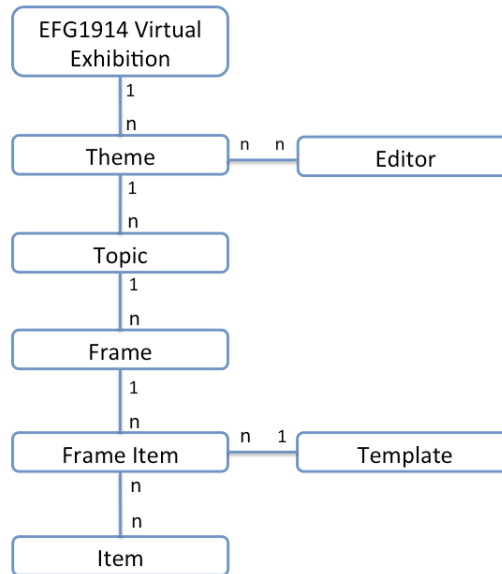 EFG1914 Virtual
Exhibition
1
n
Theme
n n
Editor
1
n
Topic
1
n
Frame
1
n
Frame Item
n 1
Template
n
n
Item